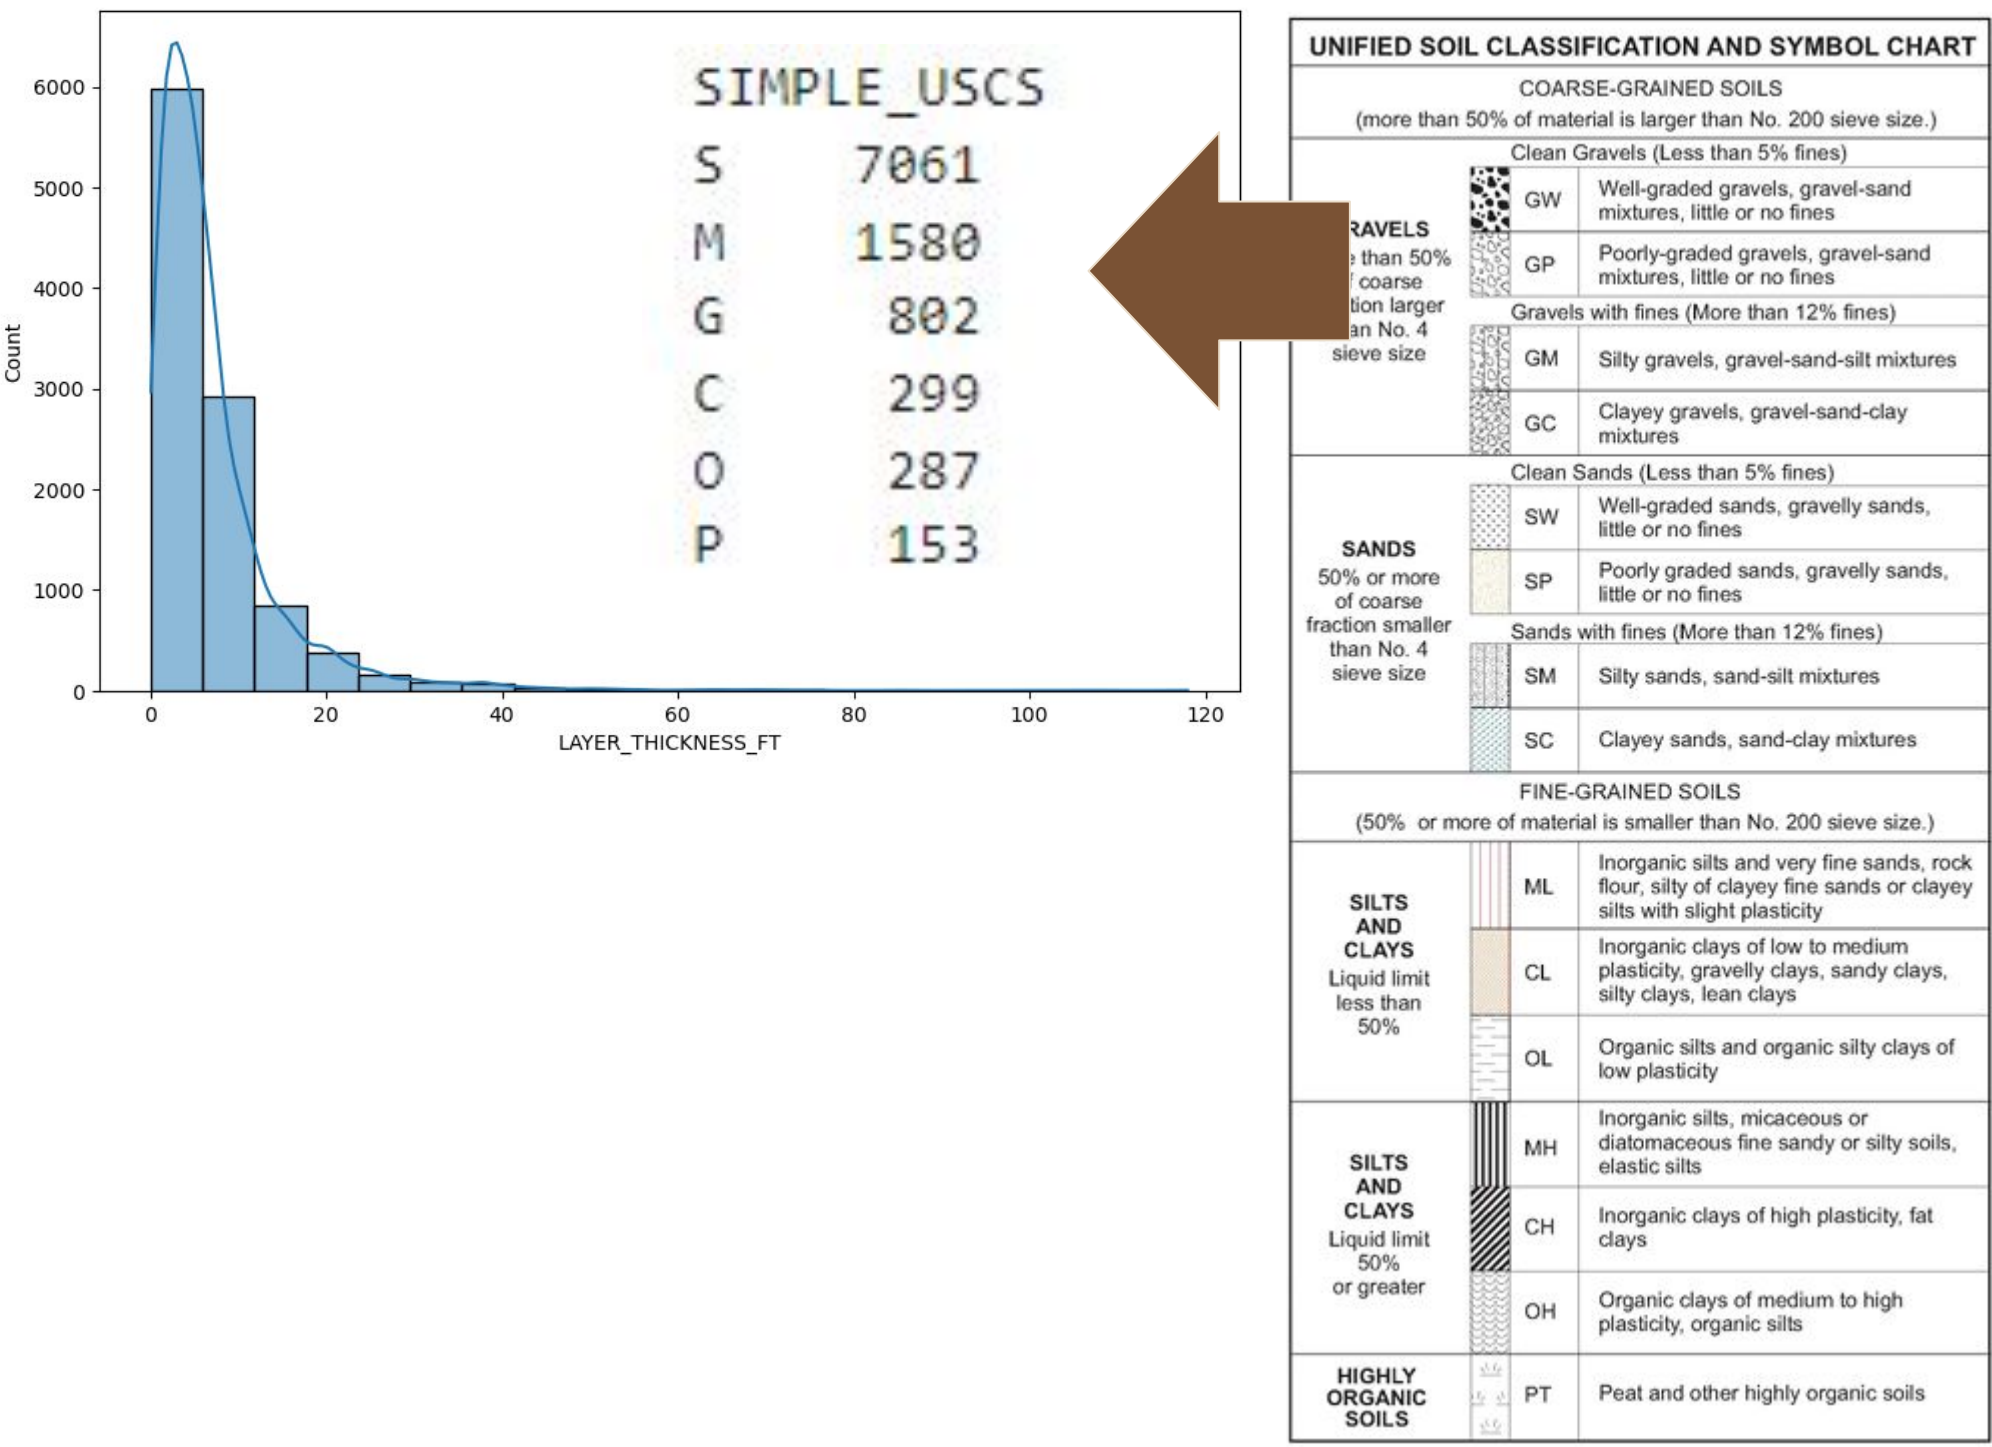 6000
5000
4000
3000
2000
1000
0
Count
0 20 40 60 80 100 120
LAYER_THICKNESS_FT
SIMPLE_USCS
S 7061
M 1580
G 802
C 299
O 287
P 153
UNIFIED SOIL CLASSIFICATION AND SYMBOL CHART
COARSE-GRAINED SOILS
(more than 50% of material is larger than No. 200 sieve size.)
RAVELS
than 50%
coarse
larger
No. 4
sieve size
Clean Gravels (Less than 5% fines)
GW
Well-graded gravels, gravel-sand
mixtures, little or no fines
GP
Poorly-graded gravels, gravel-sand
mixtures, little or no fines
Gravels with fines (More than 12% fines)
GM
Silty gravels, gravel-sand-silt mixtures
GC
Clayey gravels, gravel-sand-clay
mixtures
SANDS
50% or more
of coarse
fraction smaller
than No. 4
sieve size
Clean Sands (Less than 5% fines)
SW
Well-graded sands, gravelly sands,
little or no fines
SP
Poorly graded sands, gravelly sands,
little or no fines
Sands with fines (More than 12% fines)
SM
Silty sands, sand-silt mixtures
SC
Clayey sands, sand-clay mixtures
FINE-GRAINED SOILS
(50% or more of material is smaller than No. 200 sieve size.)
SILTS
AND
CLAYS
Liquid limit
less than
50%
ML
Inorganic silts and very fine sands, rock
flour, silty of clayey fine sands or clayey
silts with slight plasticity
CL
Inorganic clays of low to medium
plasticity, gravelly clays, sandy clays,
silty clays, lean clays
OL
Organic silts and organic silty clays of
low plasticity
SILTS
AND
CLAYS
Liquid limit
50%
or greater
MH
Inorganic silts, micaceous or
diatomaceous fine sandy or silty soils,
elastic silts
CH
Inorganic clays of high plasticity, fat
clays
OH
Organic clays of medium to high
plasticity, organic silts
HIGHLY
ORGANIC
SOILS
PT
Peat and other highly organic soils